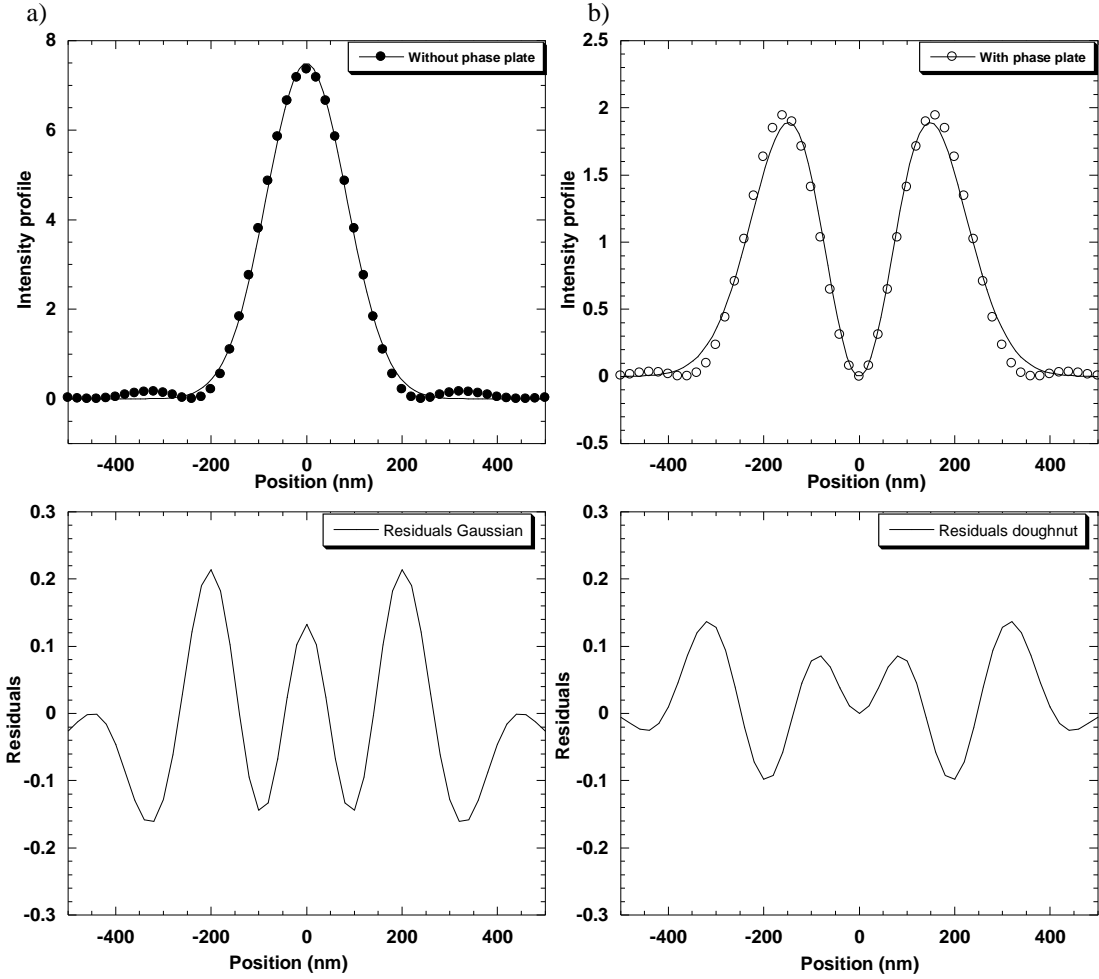 a)
8
6
4
2
0
Intensity profile
Without phase plate
-400 -200 0 200 400
Position (nm)
b)
2.5
2
1.5
1
0.5
0
-0.5
Intensity profile
With phase plate
-400 -200 0 200 400
Position (nm)
0.3
0.2
0.1
0
-0.1
-0.2
-0.3
Residuals
Residuals Gaussian
-400 -200 0 200 400
Position (nm)
0.3
0.2
0.1
0
-0.1
-0.2
-0.3
Residuals
Residuals doughnut
-400 -200 0 200 400
Position (nm)